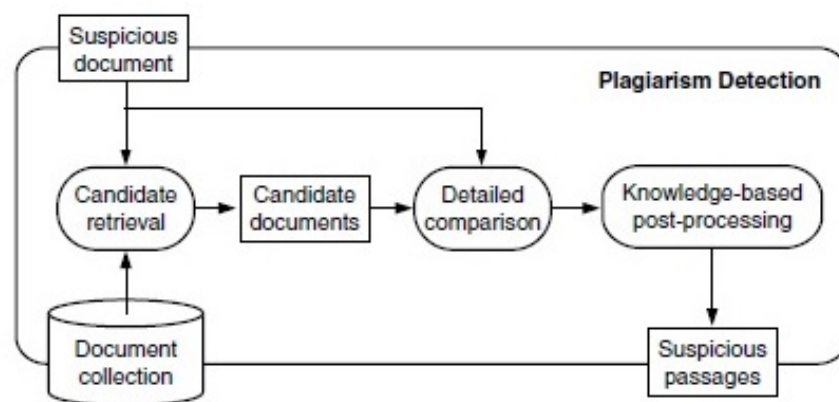 Suspicious
document
Plagiarism Detection
Candidate
retrieval
Candidate
documents
Detailed
comparison
Knowledge-based
post-processing
Document
collection
Suspicious
passages